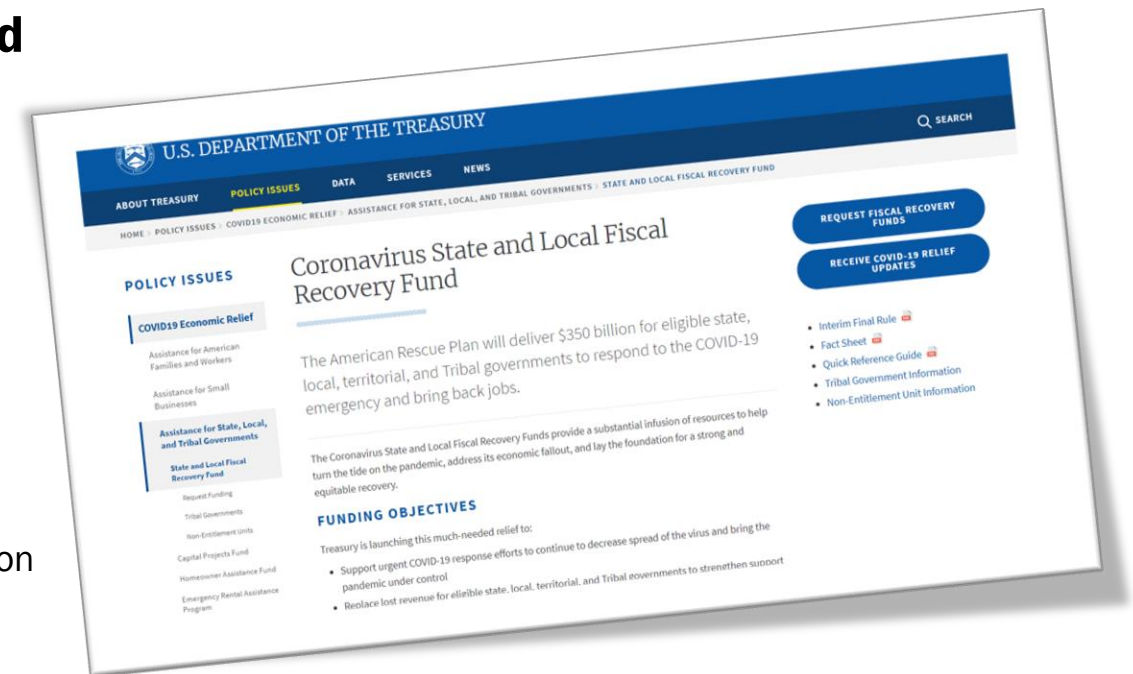 d
U.S. DEPARTMENT OF THE TREASURY
SEARCH
ABOUT TREASURY POLICY ISSUES DATA SERVICES NEWS
HOME > POLICY ISSUES > COVID19 ECONOMIC RELIEF > ASSISTANCE FOR STATE, LOCAL, AND TRIBAL GOVERNMENTS > STATE AND LOCAL FISCAL RECOVERY FUND
POLICY ISSUES
COVID19 Economic Relief
Assistance for American
Families and Workers
Assistance for Small
Businesses
Assistance for State, Local,
and Tribal Governments
State and Local Fiscal
Recovery Fund
Request Funding
Tribal Governments
Non-Entitlement Units
Capital Projects Fund
Homeowner Assistance Fund
Emergency Rental Assistance
Program
Coronavirus State and Local Fiscal
Recovery Fund
The American Rescue Plan will deliver $350 billion for eligible state,
local, territorial, and Tribal governments to respond to the COVID-19
emergency and bring back jobs.
The Coronavirus State and Local Fiscal Recovery Funds provide a substantial infusion of resources to help
turn the tide on the pandemic, address its economic fallout, and lay the foundation for a strong and
equitable recovery.
FUNDING OBJECTIVES
Treasury is launching this much-needed relief to:
• Support urgent COVID-19 response efforts to continue to decrease spread of the virus and bring the
pandemic under control
• Replace lost revenue for eligible state, local, territorial, and Tribal governments to strengthen support
REQUEST FISCAL RECOVERY
FUNDS
RECEIVE COVID-19 RELIEF
UPDATES
• Interim Final Rule
• Fact Sheet
• Quick Reference Guide
• Tribal Government Information
• Non-Entitlement Unit Information
on